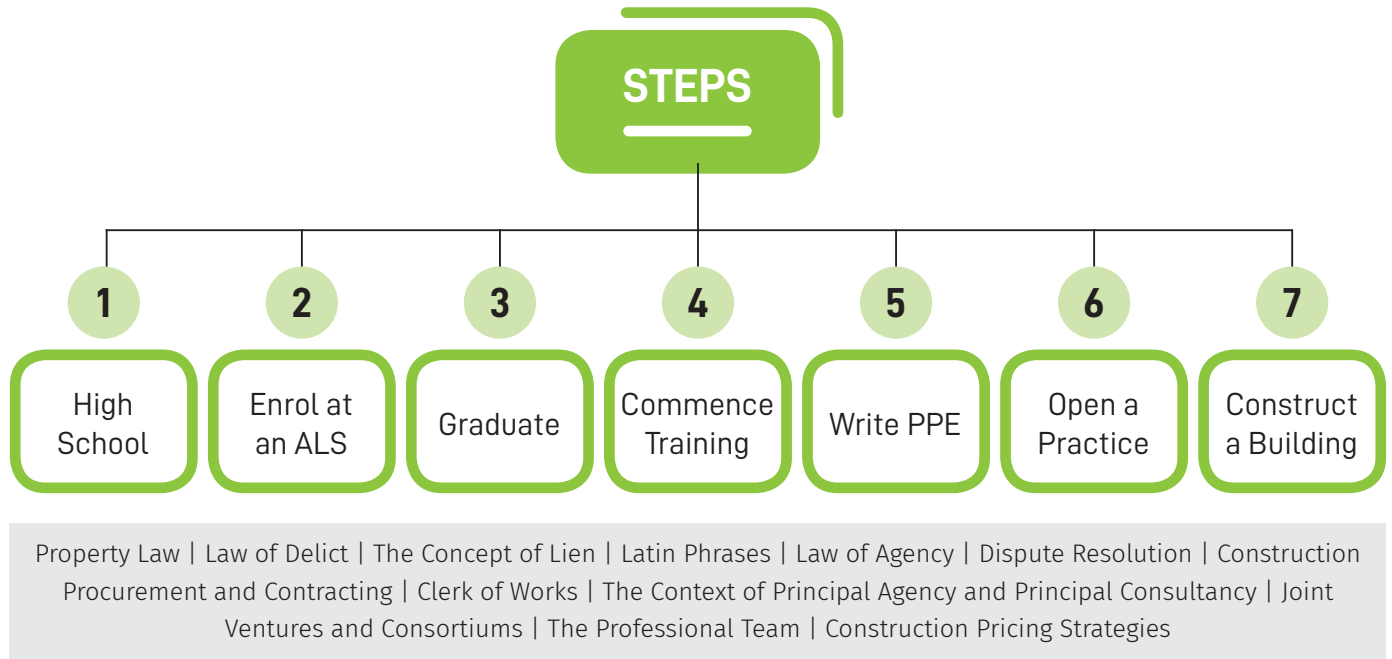 STEPS
1
2
3
4
5
6
7
High
School
Enrol at
an ALS
Graduate
Commence
Training
Write PPE
Open a
Practice
Construct
a Building
Property Law | Law of Delict | The Concept of Lien | Latin Phrases | Law of Agency | Dispute Resolution | Construction
Procurement and Contracting | Clerk of Works | The Context of Principal Agency and Principal Consultancy | Joint
Ventures and Consortiums | The Professional Team | Construction Pricing Strategies